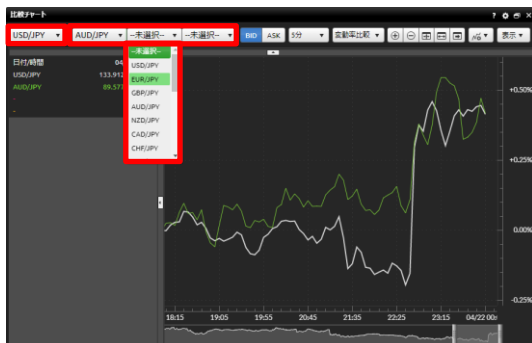 比較チャート
USD/JPY AUD/JPY --未選択-- --未選択-- BID ASK 5分 変動率比較 表示
--未選択--
USD/JPY
EUR/JPY
GBP/JPY
AUD/JPY
NZD/JPY
CAD/JPY
CHF/JPY
日付/時間 04
USD/JPY 133.912
AUD/JPY 89.577
+0.50%
+0.25%
0.00%
-0.25%
18:15 19:05 19:55 20:45 21:35 22:25 23:15 04/22 00: